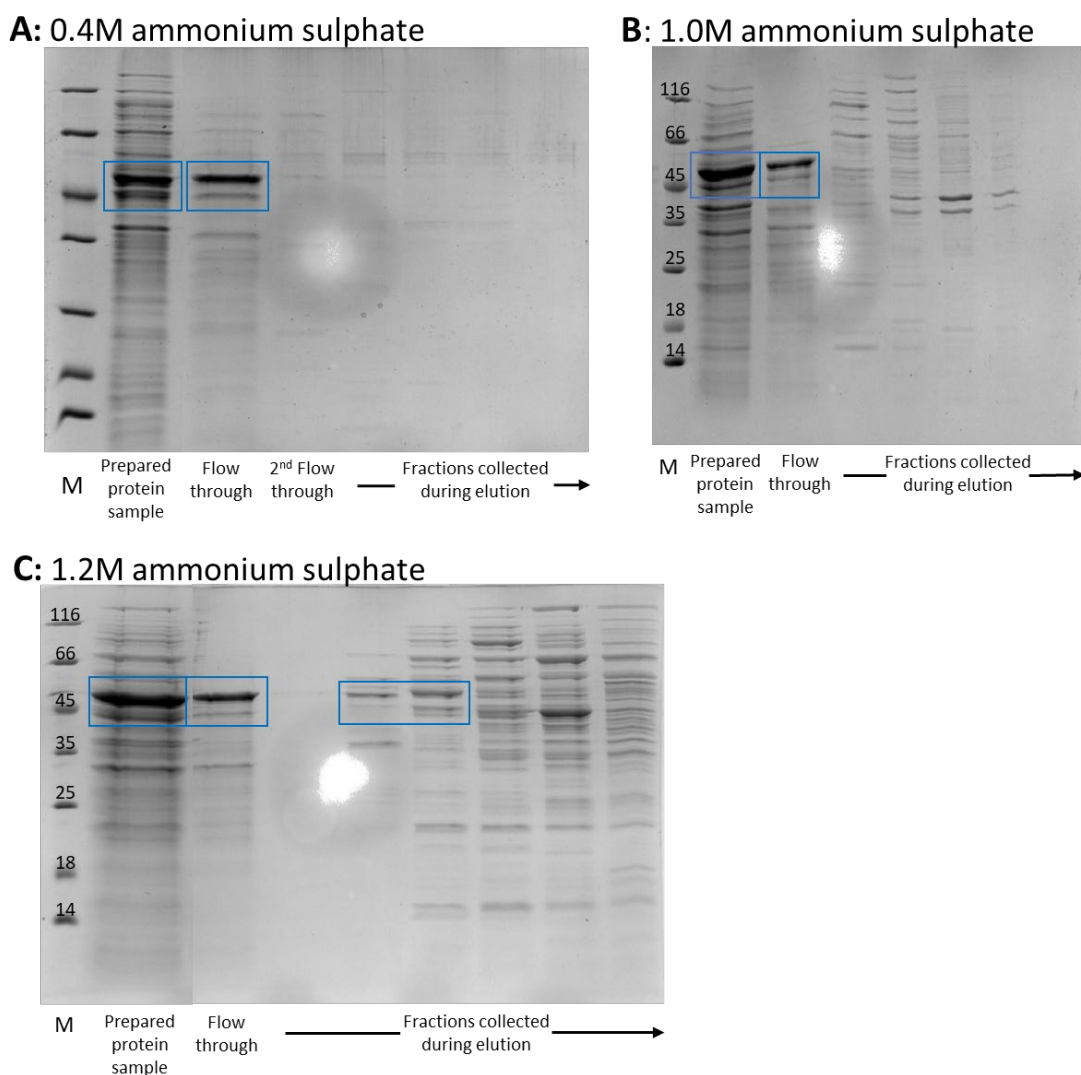 A: 0.4M ammonium sulphate
M
Prepared
protein
sample
Flow
through
2nd Flow
through
Fractions collected
during elution
B: 1.0M ammonium sulphate
116
66
45
35
25
18
14
M
Prepared
protein
sample
Flow
through
Fractions collected
during elution
C: 1.2M ammonium sulphate
116
66
45
35
25
18
14
M
Prepared
protein
sample
Flow
through
Fractions collected
during elution